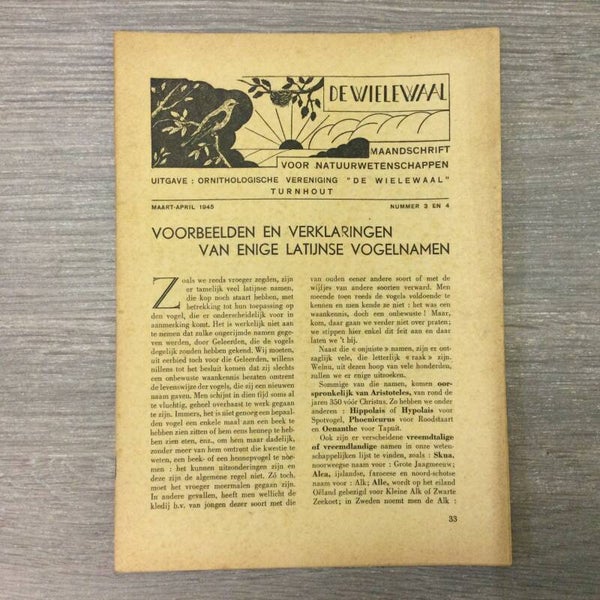 DE WIELEWAAL
MAANDSCHRIFT
VOOR NATUURWETENSCHAPPEN
UITGAVE : ORNITHOLOGISCHE VERENIGING "DE WIELEWAAL"
TURNHOUT
MAART-APRIL 1945 NUMMER 3 EN 4
VOORBEELDEN EN VERKLARINGEN
VAN ENIGE LATIJNSE VOGELNAMEN
Zoals we reeds vroeger zegden, zijn
er tamelijk veel latijnse namen,
die kop noch staart hebben, met
betrekking tot hun toepassing op
den vogel, die er onderscheidelijk voor in
aanmerking komt. Het is werkelijk niet aan
te nemen dat zulke ongerijmde namen gege-
ven worden, door Geleerden, die de vogels
degelijk zouden hebben gekend. Wij moeten,
uit eerbied toch voor die Geleerden, willens
nillens tot het besluit komen dat zij slechts
een onbewuste waankennis bezaten omtrent
de levenswijze der vogels, die zij een nieuwen
naam gaven. Men schijst in dien tijd soms al
te vluchtig, geheel overhaast te werk gegaan
te zijn. Immers, het is niet genoeg een bepaal-
den vogel een enkele maal aan een beek te
hebben zien zitten of hem eens hennep te heb-
ben zien eten, enz., om hem maar dadelijk,
zonder meer van hem omtrent die kwestie te
weten, een beek- of een hennepvogel te noe-
men : het kunnen uitzonderingen zijn en
deze zijn de algemene regel niet. Zó toch,
moet het vroeger meermalen gegaan zijn.
In andere gevallen, heeft men wellicht de
kledij b.v. van jongen dezer soort met die
van ouden eener andere soort of met de
wijfjes van andere soorten verward. Men
meende toen reeds de vogels voldoende te
kennen en men kende ze niet : het was een
waankennis, doch een onbewuste ! Maar,
kom, daar gaan we verder niet over praten;
we stippen hier enkel dit feit aan en daar
laten we 't bij.
Naast die « onjuiste » namen, zijn er ont-
zaglijk vele, die letterlijk « raak » zijn.
Welnu, uit dezen hoop van vele honderden,
zullen we er enige uitzoeken.
Sommige van die namen, komen oor-
spronkelijk van Aristoteles, van rond de
jaren 350 vóór Christus. Zo hebben we onder
anderen : Hippolais of Hypolais voor
Spotvogel, Phoenicurus voor Roodstaart
en Oenanthe voor Tapuit.
Ook zijn er verscheidene vreemdtalige
of vreemdlandige namen in onze weten-
schappelijken lijst te vinden, zoals : Skua,
noorweegse naam voor : Grote Jaagmeeuw;
Alca, ijslandse, faroeese en noord-schotse
naam voor : Alk; Alle, wordt op het eiland
Oëland gebezigd voor Kleine Alk of Zwarte
Zeekoet; in Zweden noemt men de Alk :
33